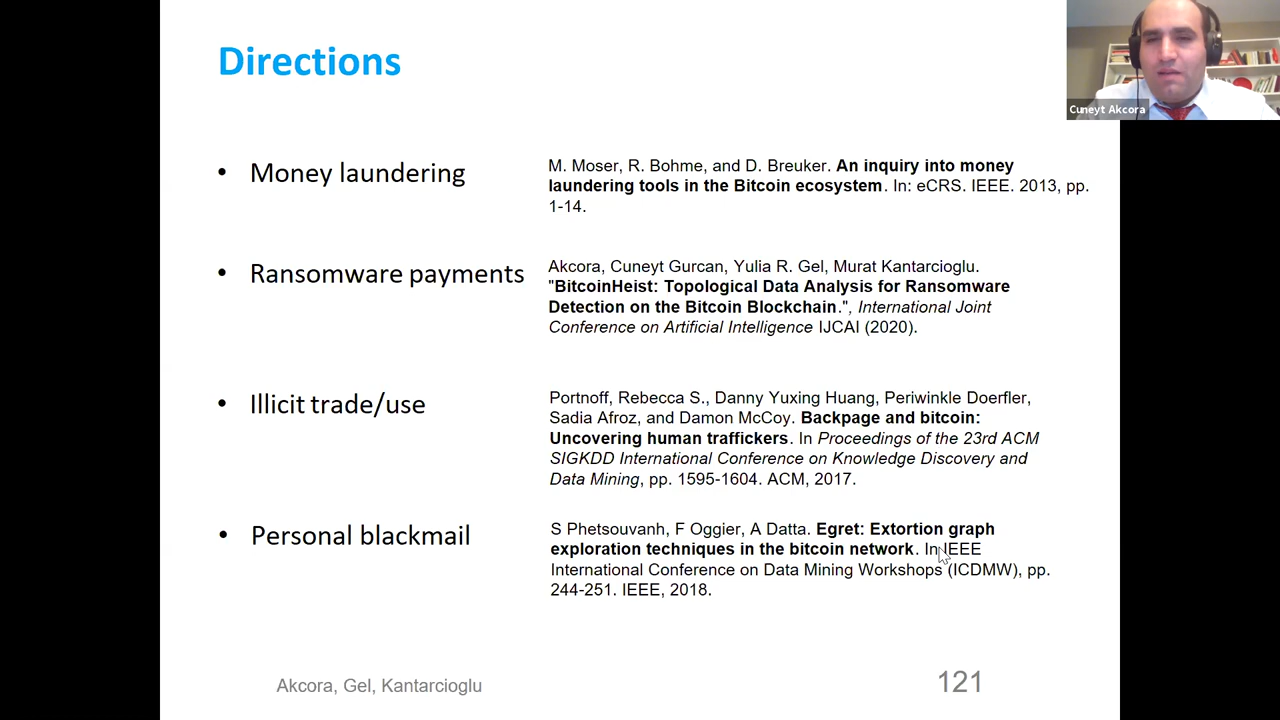 Directions
Cuneyt Akcora
• Money laundering
M. Moser, R. Bohme, and D. Breuker. An inquiry into money
laundering tools in the Bitcoin ecosystem. In: eCRS. IEEE. 2013, pp.
1-14.
• Ransomware payments
Akcora, Cuneyt Gurcan, Yulia R. Gel, Murat Kantarcioglu.
"BitcoinHeist: Topological Data Analysis for Ransomware
Detection on the Bitcoin Blockchain.", International Joint
Conference on Artificial Intelligence IJCAI (2020).
• Illicit trade/use
Portnoff, Rebecca S., Danny Yuxing Huang, Periwinkle Doerfler,
Sadia Afroz, and Damon McCoy. Backpage and bitcoin:
Uncovering human traffickers. In Proceedings of the 23rd ACM
SIGKDD International Conference on Knowledge Discovery and
Data Mining, pp. 1595-1604. ACM, 2017.
• Personal blackmail
S Phetsouvanh, F Oggier, A Datta. Egret: Extortion graph
exploration techniques in the bitcoin network. In IEEE
International Conference on Data Mining Workshops (ICDMW), pp.
244-251. IEEE, 2018.
Akcora, Gel, Kantarcioglu
121